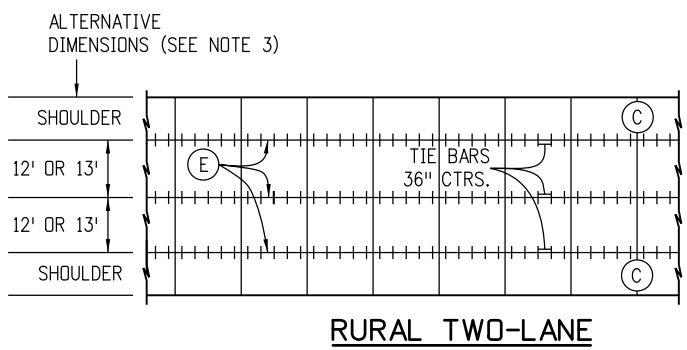 ALTERNATIVE
DIMENSIONS (SEE NOTE 3)
SHOULDER
C
12' OR 13'
E
TIE BARS
36" CTRS.
12' OR 13'
SHOULDER
C
RURAL TWO-LANE